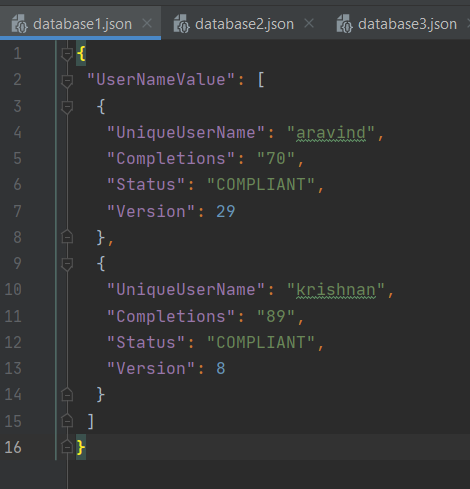 database1.json database2.json database3.json
1 {
2 "UserNameValue": [
3 {
4 "UniqueUserName": "aravind",
5 "Completions": "70",
6 "Status": "COMPLIANT",
7 "Version": 29
8 },
9 {
10 "UniqueUserName": "krishnan",
11 "Completions": "89",
12 "Status": "COMPLIANT",
13 "Version": 8
14 }
15 ]
16 }